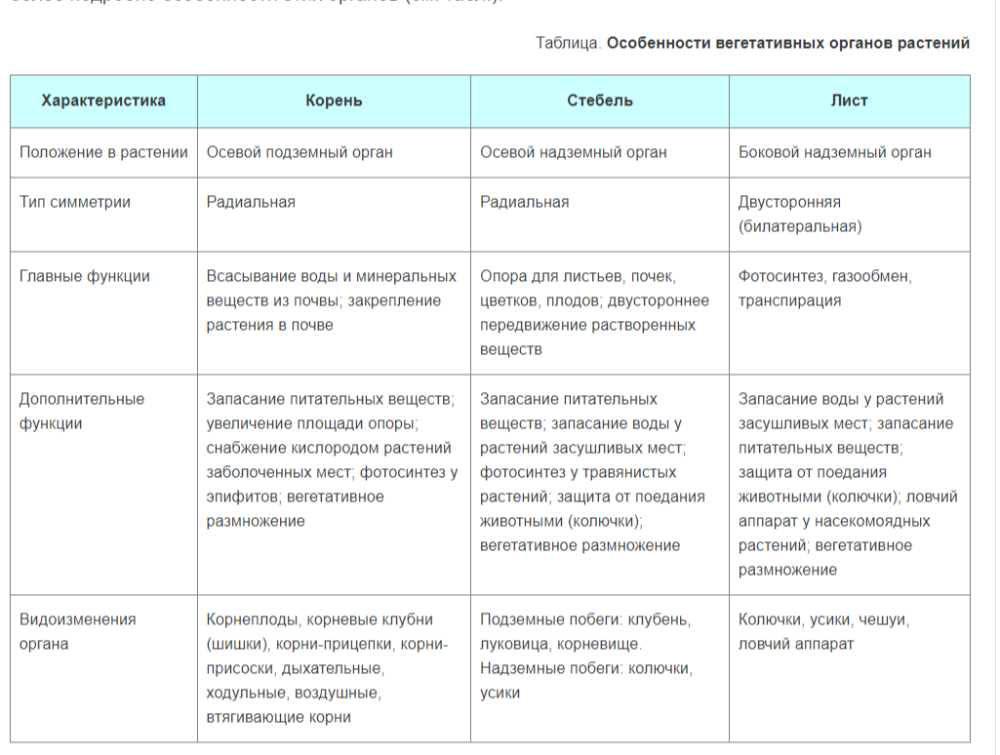 Таблица. Особенности вегетативных органов растений
Характеристика
Корень
Стебель
Лист
Положение в растении
Осевой подземный орган
Осевой надземный орган
Боковой надземный орган
Тип симметрии
Радиальная
Радиальная
Двусторонняя
(билатеральная)
Главные функции
Всасывание воды и минеральных
веществ из почвы; закрепление
растения в почве
Опора для листьев, почек,
цветков, плодов; двустороннее
передвижение растворенных
веществ
Фотосинтез, газообмен,
транспирация
Дополнительные
функции
Запасание питательных веществ;
увеличение площади опоры;
снабжение кислородом растений
заболоченных мест; фотосинтез у
эпифитов; вегетативное
размножение
Запасание питательных
веществ; запасание воды у
растений засушливых мест;
фотосинтез у травянистых
растений; защита от поедания
животными (колючки);
вегетативное размножение
Запасание воды у растений
засушливых мест; запасание
питательных веществ;
защита от поедания
животными (колючки); ловчий
аппарат у насекомоядных
растений; вегетативное
размножение
Видоизменения
органа
Корнеплоды, корневые клубни
(шишки), корни-прицепки, корни-
присоски, дыхательные,
ходульные, воздушные,
втягивающие корни
Подземные побеги: клубень,
луковица, корневище.
Надземные побеги: колючки,
усики
Колючки, усики, чешуи,
ловчий аппарат